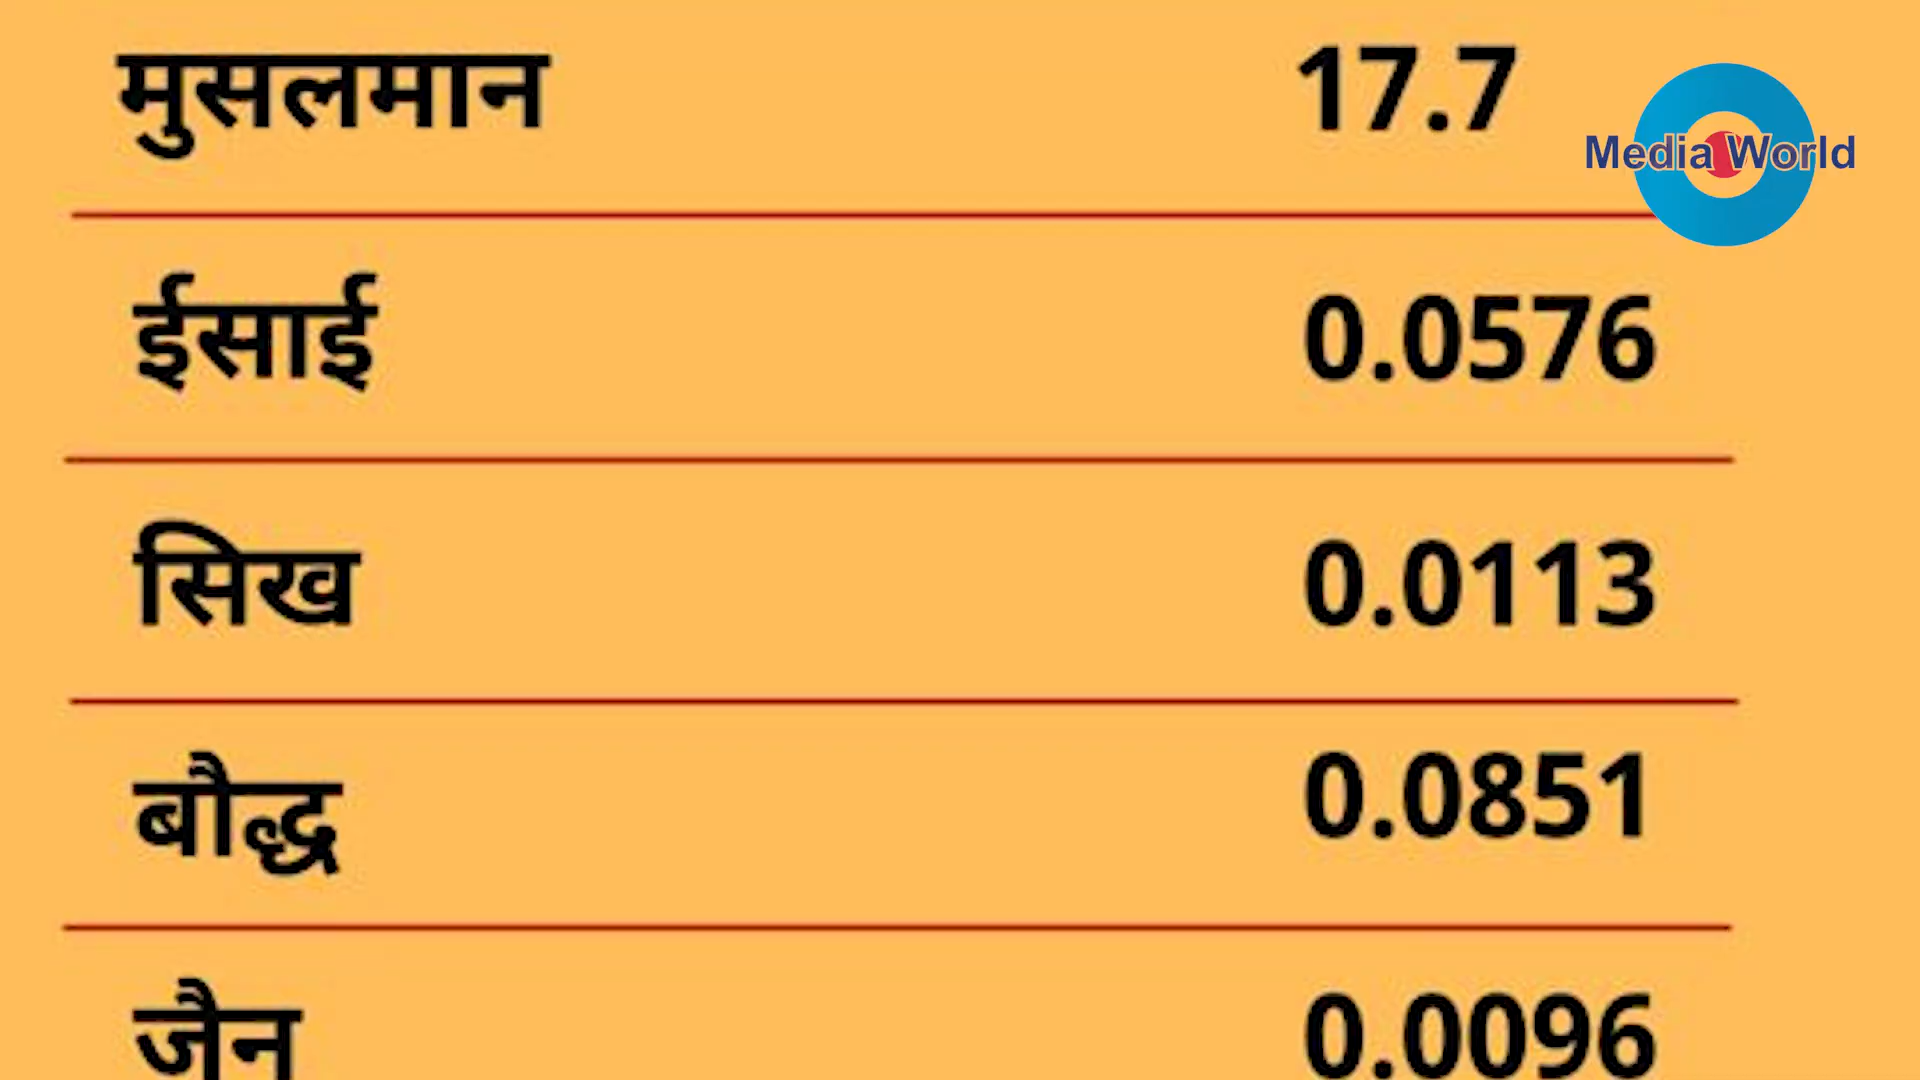 मुसलमान 17.7
Media World
ईसाई 0.0576
सिख 0.0113
बौद्ध 0.0851
जैन 0.0096